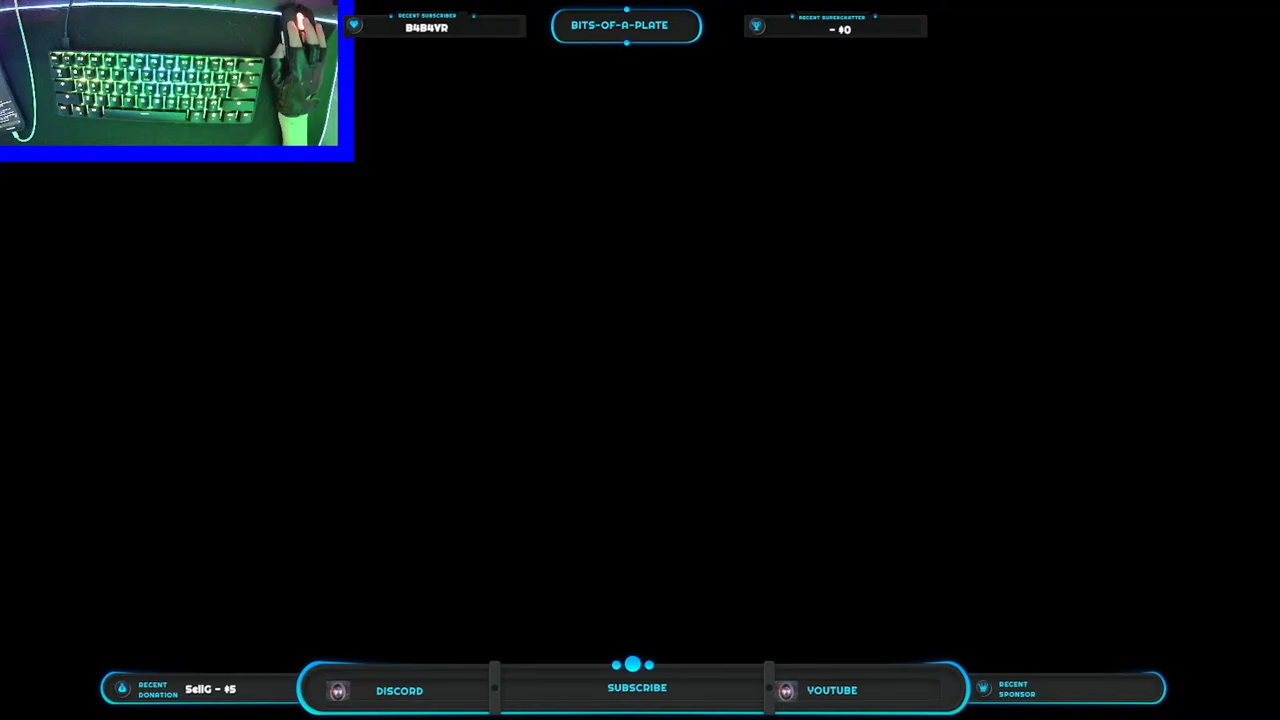 RECENT SUBSCRIBER
B4B4VR
BITS-OF-A-PLATE
RECENT SUPERCHATTER
- $0
RECENT DONATION
SellG - $5
DISCORD
SUBSCRIBE
YOUTUBE
RECENT SPONSOR